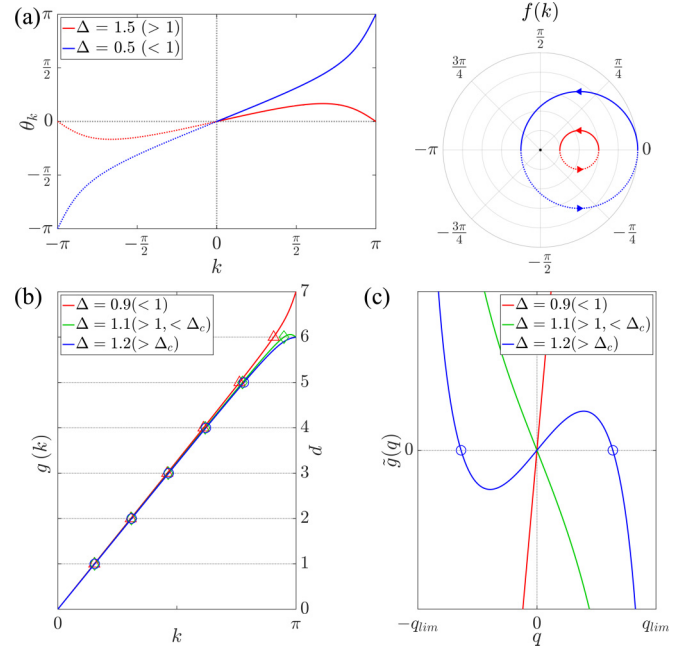 (a)
Δ = 1.5 (> 1)
Δ = 0.5 (< 1)
π
π/2
0
−π/2
−π
θ_k
−π
−π/2
0
π/2
π
k
f(k)
π/2
3π/4
π/4
−π
0
−3π/4
−π/4
−π/2
(b)
Δ = 0.9(< 1)
Δ = 1.1(> 1, < Δ_c)
Δ = 1.2(> Δ_c)
7
6
5
4
3
2
1
0
g (k)
d
0
k
π
(c)
Δ = 0.9(< 1)
Δ = 1.1(> 1, < Δ_c)
Δ = 1.2(> Δ_c)
g̃(q)
0
−q_lim
0
q_lim
q